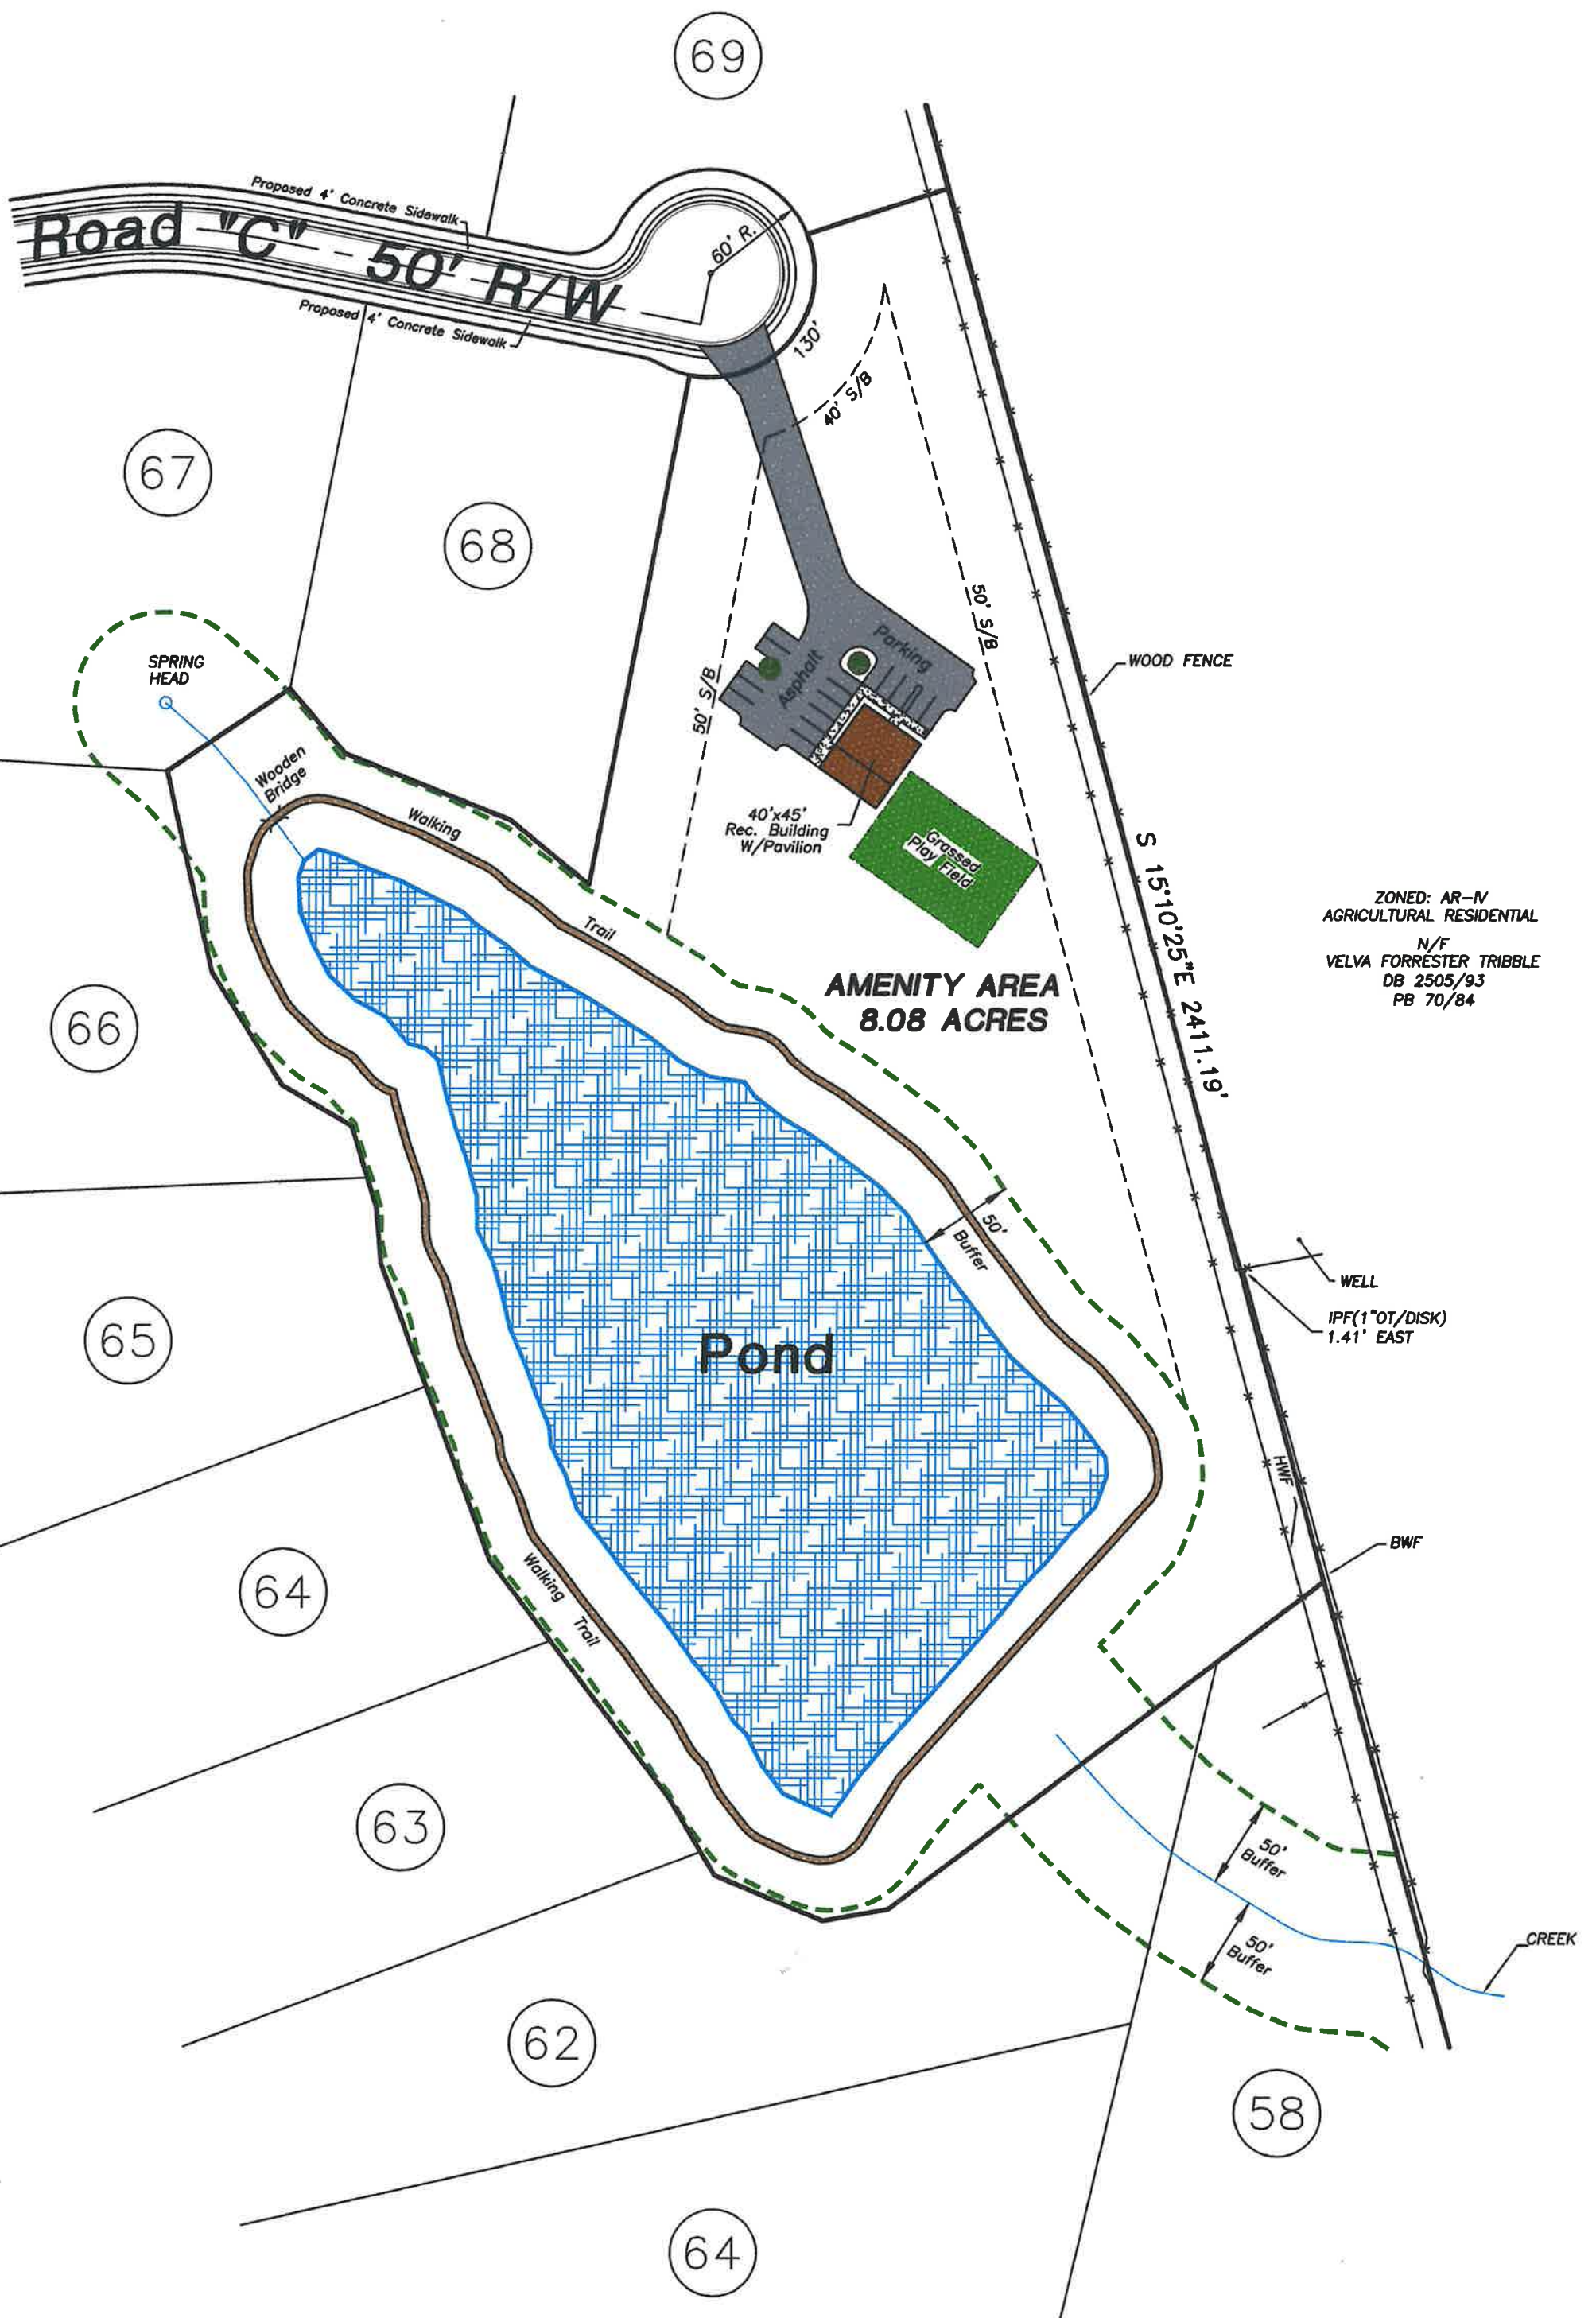 69
Proposed 4' Concrete Sidewalk
Road "C" - 50' R/W
60' R.
Proposed 4' Concrete Sidewalk
130'
40' S/B
67
68
50' S/B
Parking
Asphalt
SPRING
HEAD
WOOD FENCE
50' S/B
Wooden
Bridge
Walking
40'x45'
Rec. Building
W/Pavilion
Grassed
Play Field
S 15°10'25"E 2411.19'
ZONED: AR-IV
AGRICULTURAL RESIDENTIAL
N/F
VELVA FORRESTER TRIBBLE
DB 2505/93
PB 70/84
Trail
AMENITY AREA
8.08 ACRES
66
50'
Buffer
WELL
IPF(1"OT/DISK)
1.41' EAST
65
Pond
HWF
BWF
64
Walking
Trail
63
50'
Buffer
50'
Buffer
CREEK
62
58
64